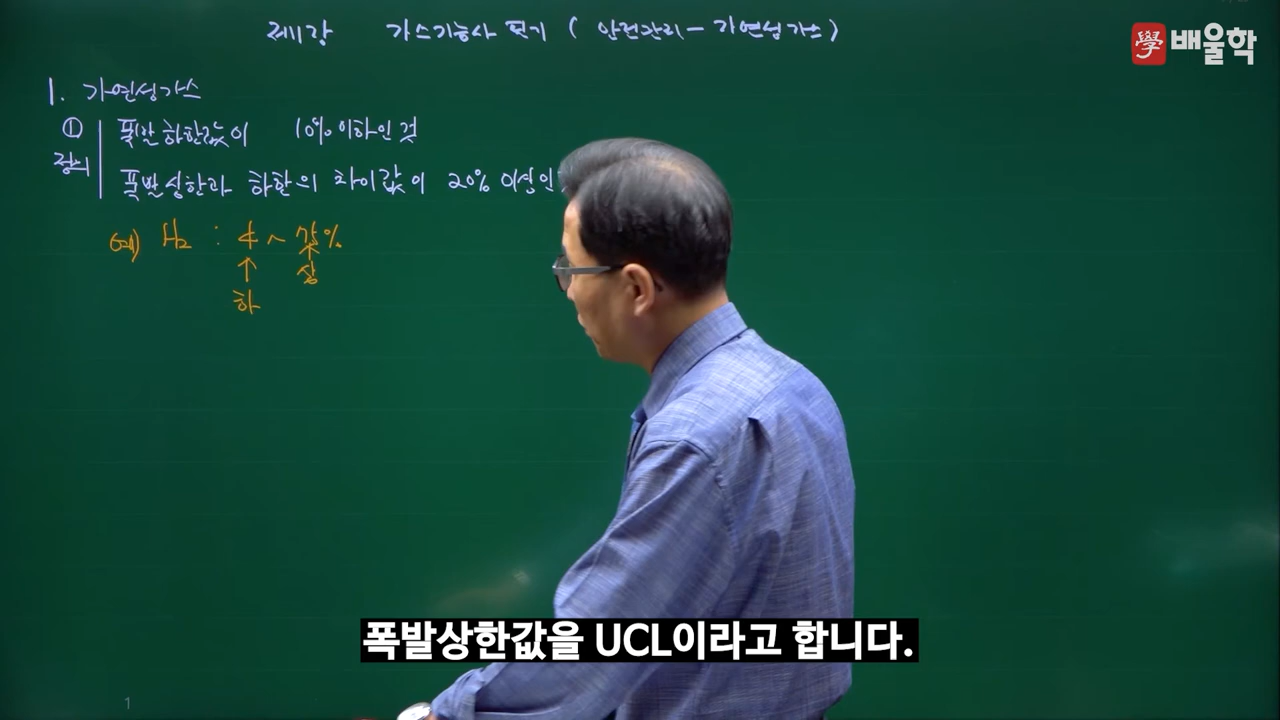 제1강 가스기능사 필기 ( 안전관리 - 가연성가스 )
學 배울학
1. 가연성가스
① 폭발하한값이 10% 이하인 것
정의 폭발상한과 하한의 차이값이 20% 이상인
예) H₂ : 4 ~ %
↑ ↑
하 상
폭발상한값을 UCL이라고 합니다.
1